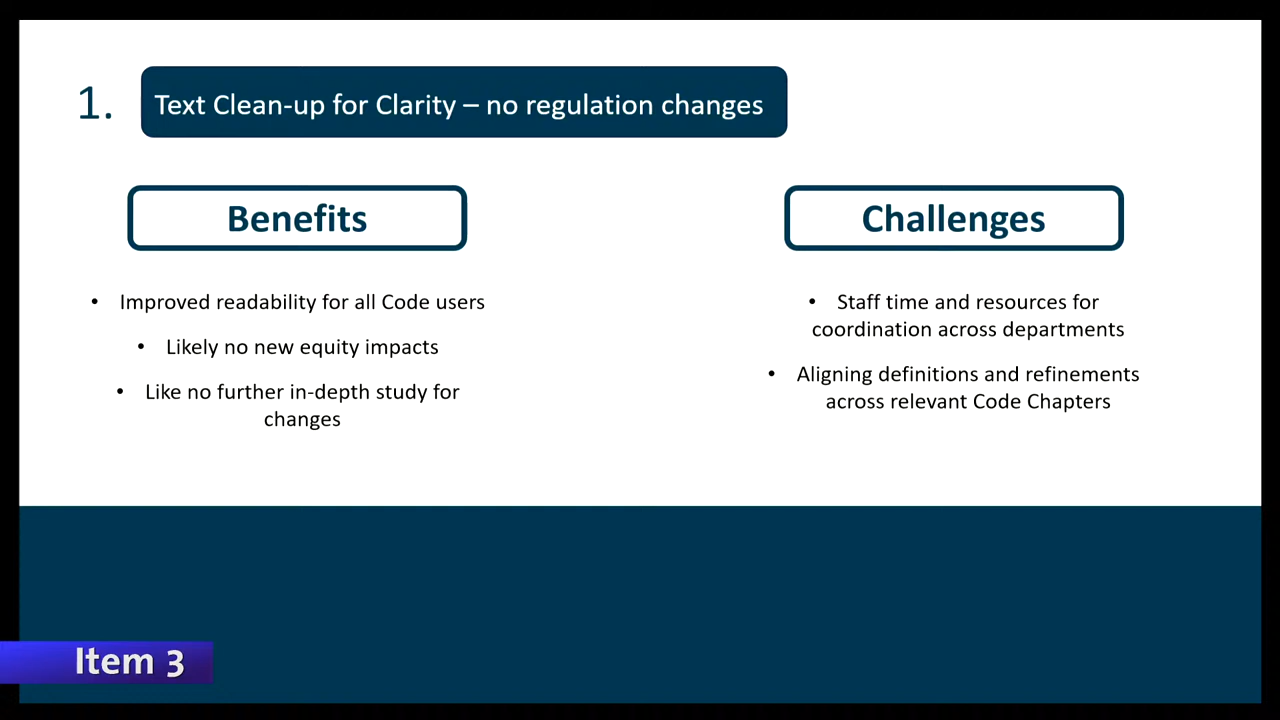 1.
Text Clean-up for Clarity – no regulation changes
Benefits
• Improved readability for all Code users
• Likely no new equity impacts
• Like no further in-depth study for
changes
Challenges
• Staff time and resources for
coordination across departments
• Aligning definitions and refinements
across relevant Code Chapters
Item 3